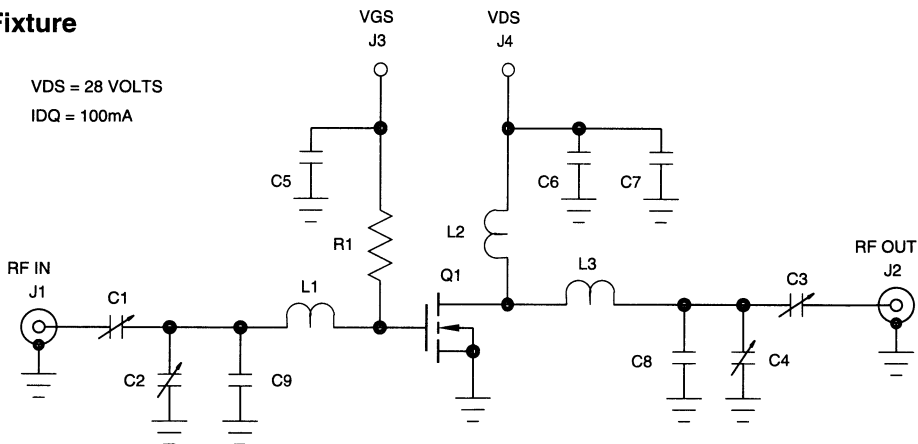 Fixture
VGS
J3
VDS
J4
VDS = 28 VOLTS
IDQ = 100mA
C5
C6
C7
R1
L2
RF IN
J1
C1
L1
Q1
L3
C3
RF OUT
J2
C2
C9
C8
C4